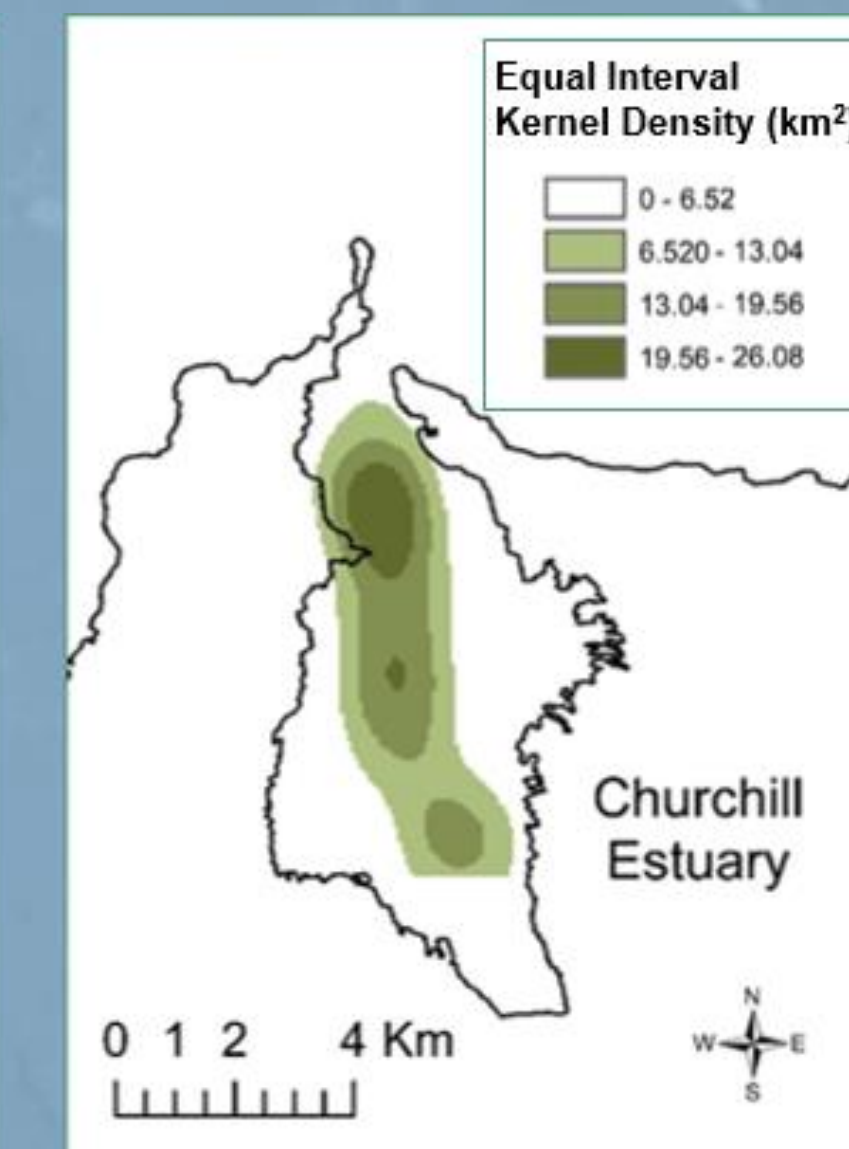 Equal Interval
Kernel Density (km²)
0 - 6.52
6.520 - 13.04
13.04 - 19.56
19.56 - 26.08
Churchill
Estuary
0 1 2 4 Km
N
W E
S